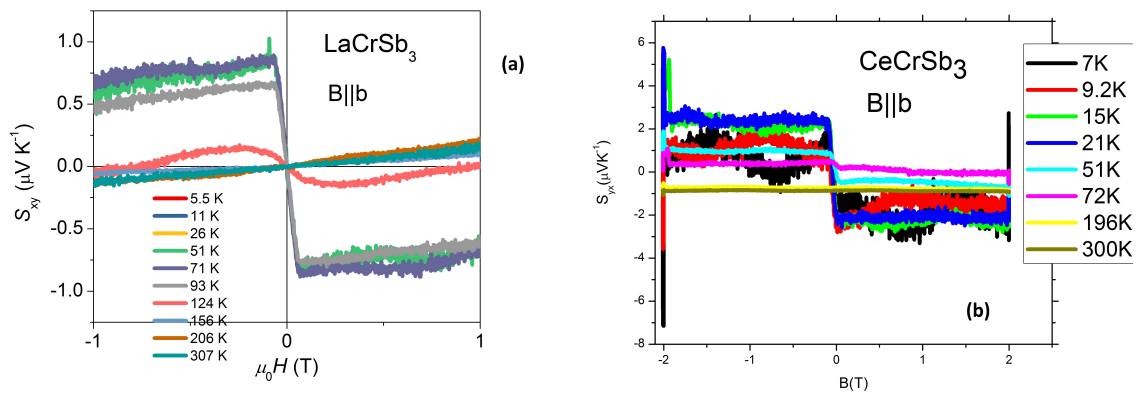 LaCrSb3
(a)
B||b
1.0
0.5
0.0
-0.5
-1.0
Sxy (μV K-1)
5.5 K
11 K
26 K
51 K
71 K
93 K
124 K
156 K
206 K
307 K
-1
0
1
μ0H (T)
CeCrSb3
B||b
7K
9.2K
15K
21K
51K
72K
196K
300K
8
6
4
2
0
-2
-4
-6
-8
Syx(μVK-1)
(b)
-2
-1
0
1
2
B(T)